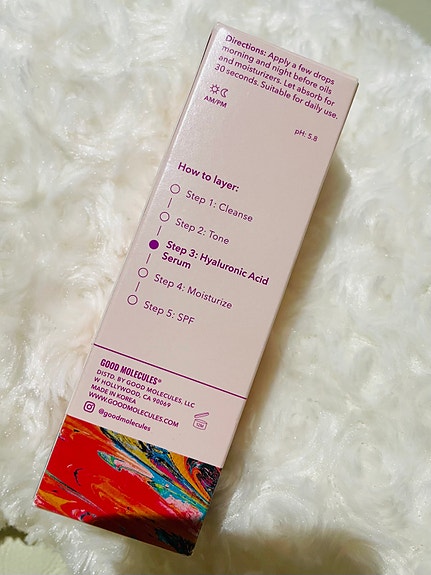 Directions: Apply a few drops
morning and night before oils
and moisturizers. Let absorb for
30 seconds. Suitable for daily use.
AM/PM
pH: 5.8
How to layer:
Step 1: Cleanse
Step 2: Tone
Step 3: Hyaluronic Acid
Serum
Step 4: Moisturize
Step 5: SPF
GOOD MOLECULES®
DISTD. BY GOOD MOLECULES, LLC
W HOLLYWOOD, CA 90069
MADE IN KOREA
WWW.GOODMOLECULES.COM
@goodmolecules
12M